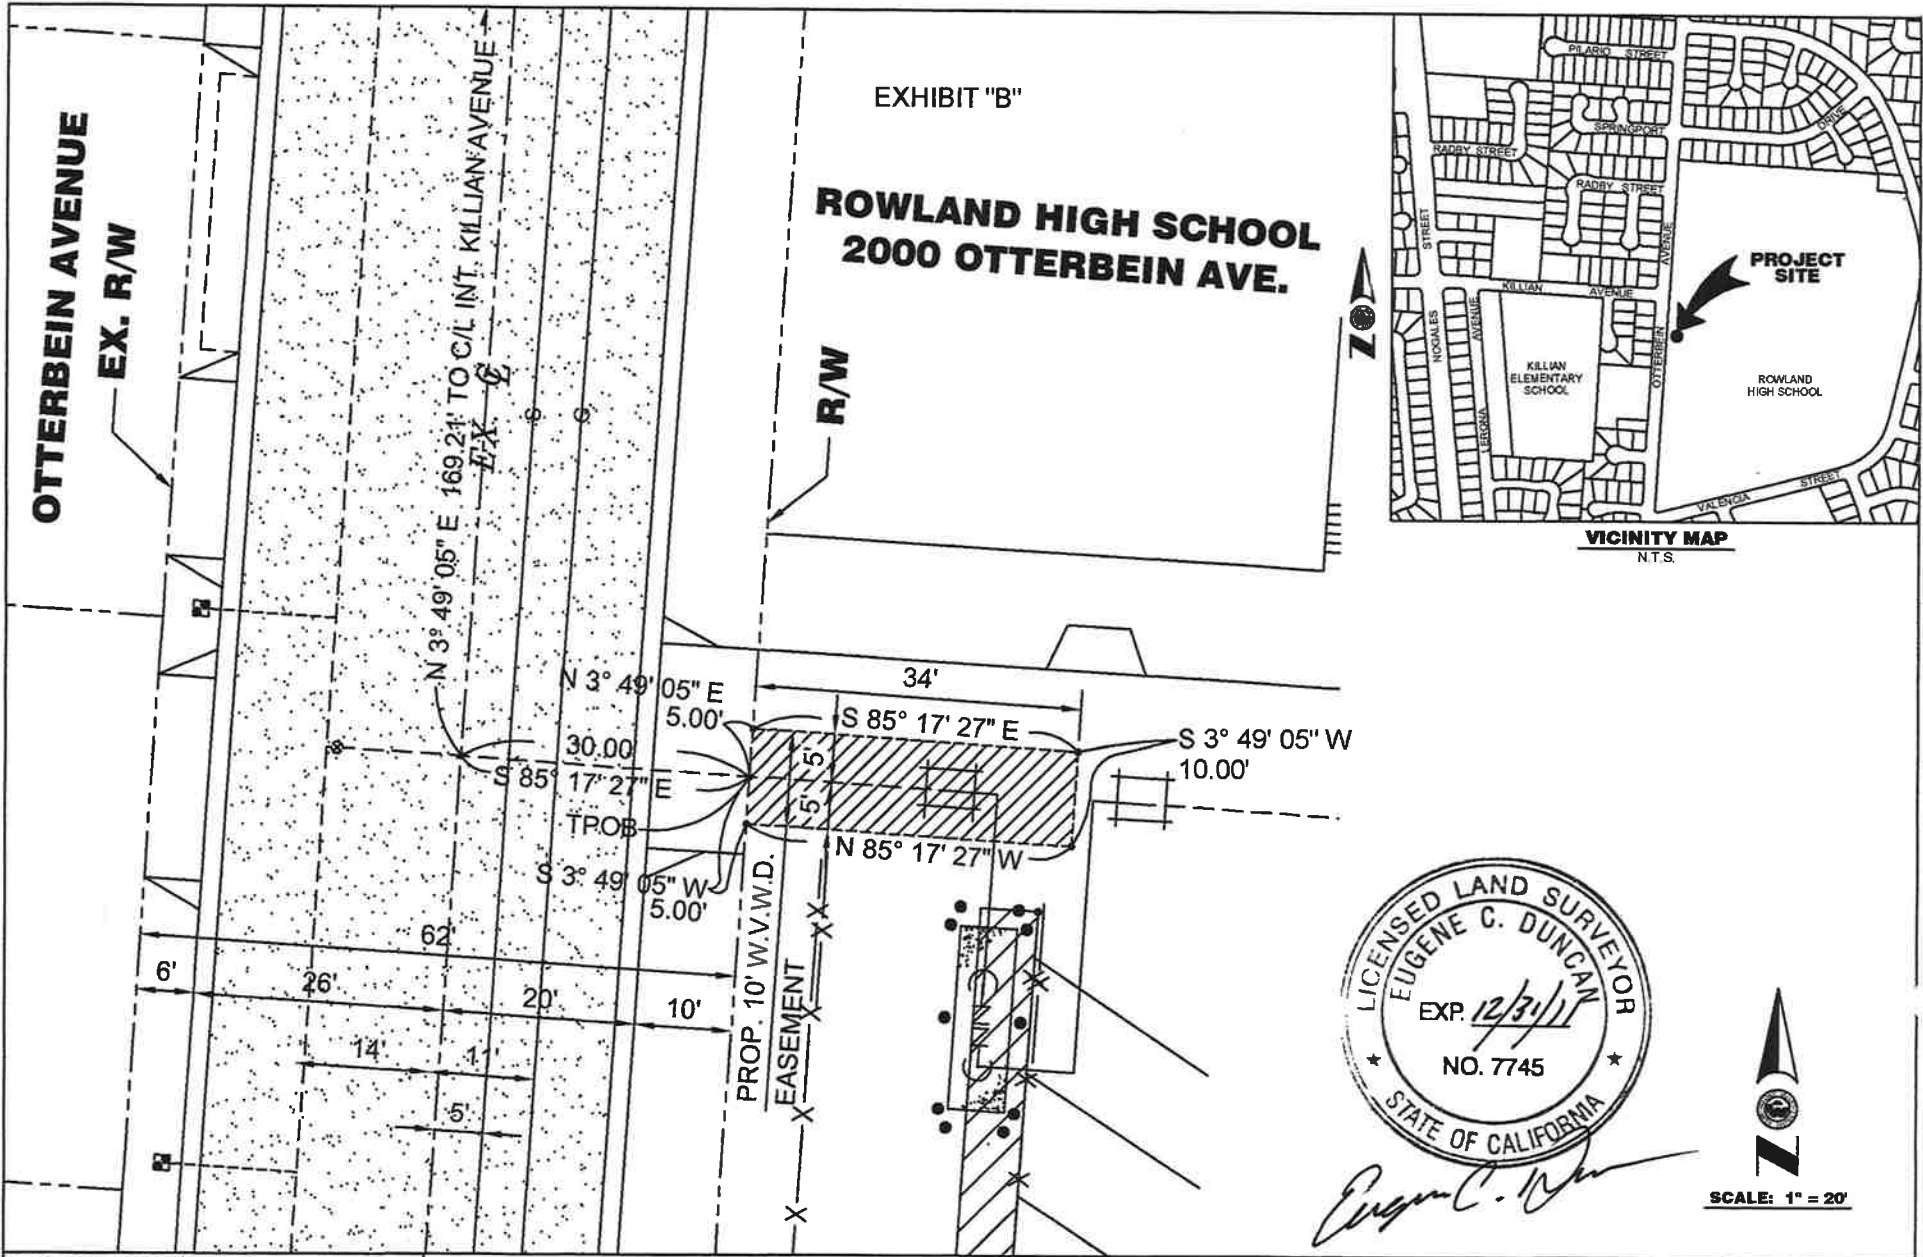 EXHIBIT "B"
OTTERBEIN AVENUE
EX. R/W
N 3° 49' 05" E 169.21' TO C/L INT. KILLIAN AVENUE
EX. ℄
S
G
ROWLAND HIGH SCHOOL
2000 OTTERBEIN AVE.
R/W
N 3° 49' 05" E
5.00'
34'
S 85° 17' 27" E
S 3° 49' 05" W
10.00'
30.00
S 85° 17' 27" E
5'
5'
TPOB
N 85° 17' 27" W
S 3° 49' 05" W
5.00'
PROP. 10' W.V.W.D.
EASEMENT
62'
6'
26'
20'
10'
14'
11'
5'
X
X
X
X
X
X
X
X
X
PILARIO STREET
SPRINGPORT
DRIVE
RADBY STREET
RADBY STREET
STREET
AVENUE
PROJECT
SITE
KILLIAN AVENUE
NOGALES
AVENUE
LERONA
OTTERBEIN
KILLIAN
ELEMENTARY
SCHOOL
ROWLAND
HIGH SCHOOL
VALENCIA STREET
N
VICINITY MAP
N.T.S.
LICENSED LAND SURVEYOR
EUGENE C. DUNCAN
EXP. 12/31/11
NO. 7745
STATE OF CALIFORNIA
N
SCALE: 1" = 20'